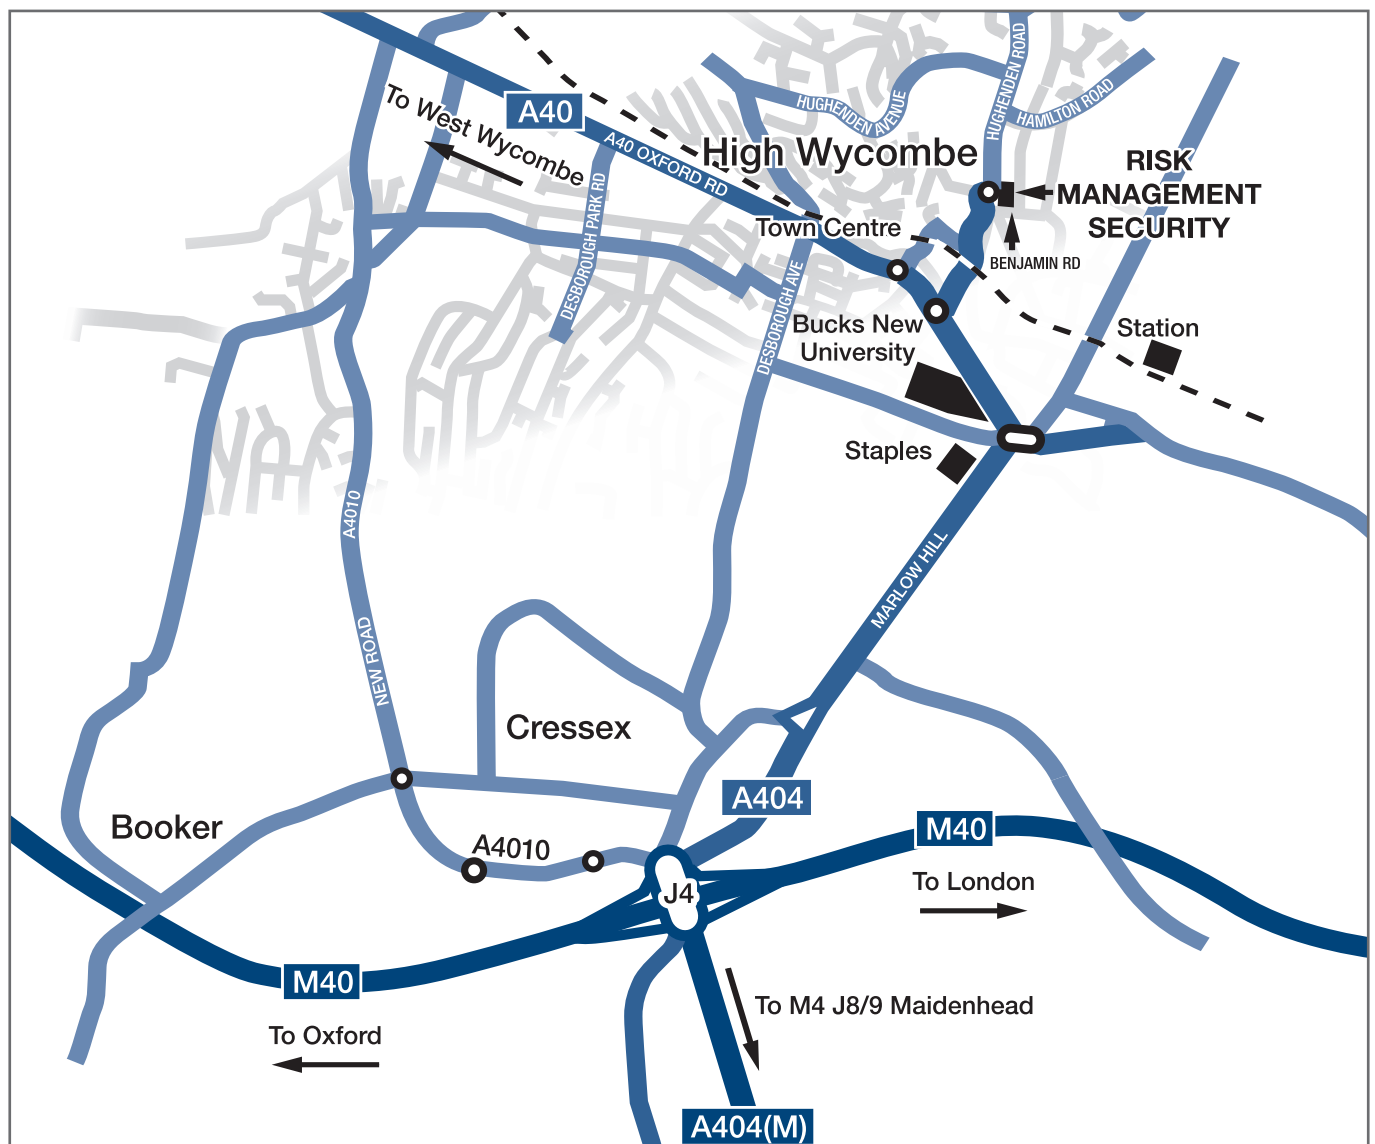 HUGHENDEN ROAD
HUGHENDEN AVENUE
HAMILTON ROAD
A40
To West Wycombe
A40 OXFORD RD
High Wycombe
RISK
MANAGEMENT
SECURITY
DESBOROUGH PARK RD
Town Centre
BENJAMIN RD
DESBOROUGH AVE
Bucks New
University
Station
Staples
A4010
MARLOW HILL
NEW ROAD
Cressex
A404
Booker
A4010
M40
J4
To London
M40
To M4 J8/9 Maidenhead
To Oxford
A404(M)